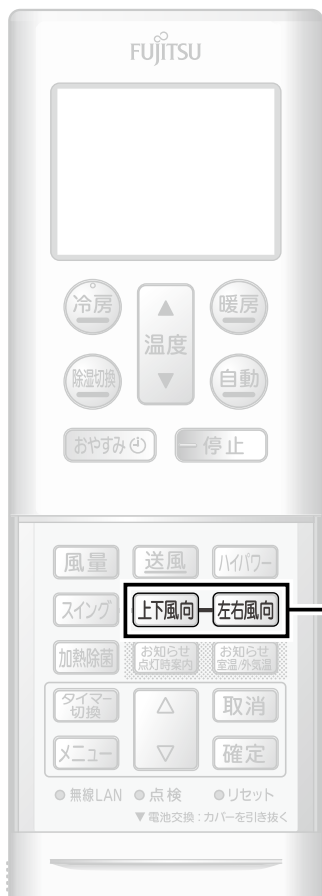 FUJITSU
冷房 ▲ 温度 ▼ 暖房
除湿切換 自動
おやすみ 停止
風量 送風 ハイパワー
スイング 上下風向 左右風向
加熱除菌 お知らせ 点灯時案内 お知らせ 室温/外気温
タイマー切換 △ 取消
メニュー ▽ 確定
●無線LAN ●点検 ●リセット
▼電池交換:カバーを引き抜く